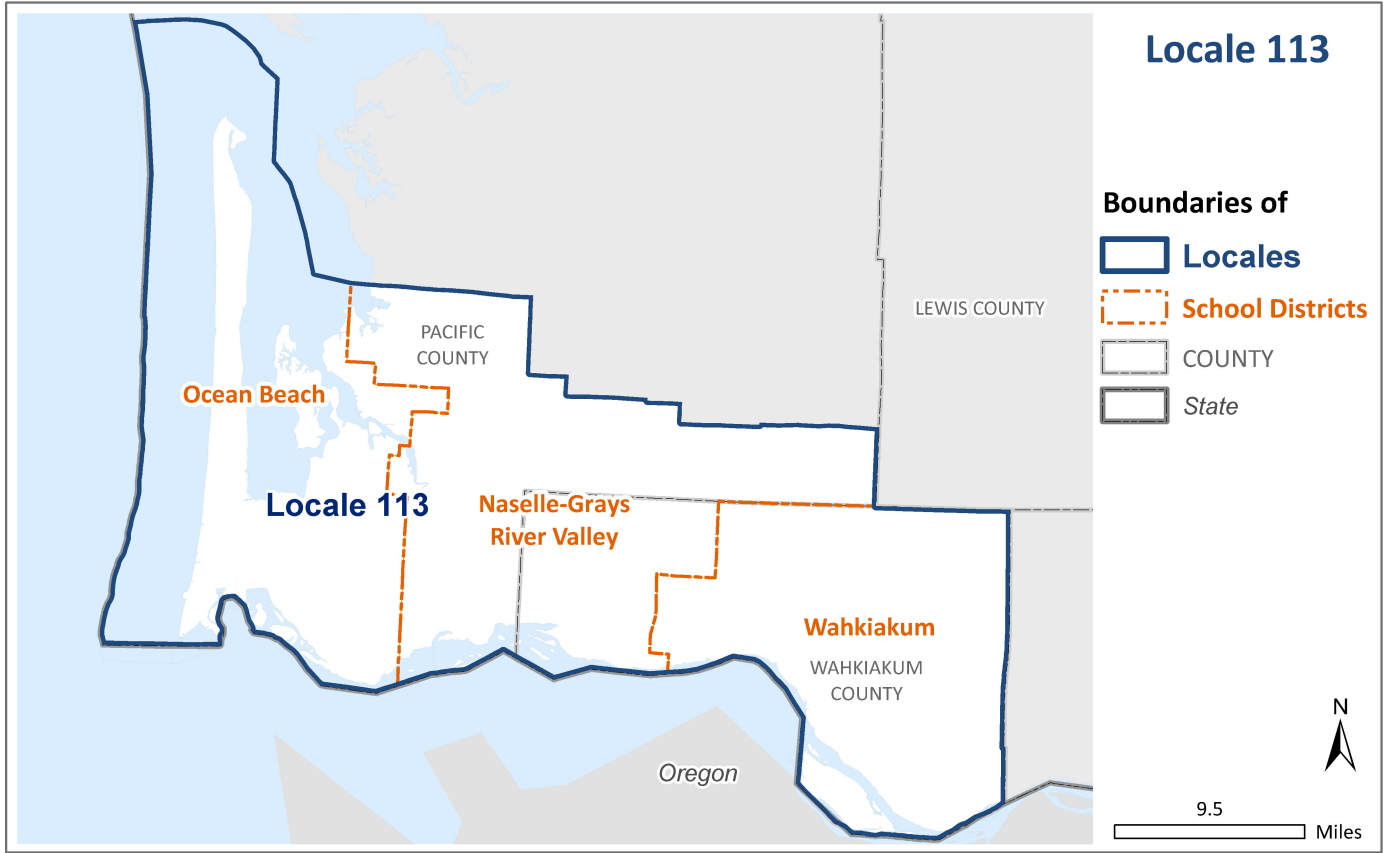 Locale 113
Boundaries of
Locales
School Districts
COUNTY
State
LEWIS COUNTY
PACIFIC
COUNTY
Ocean Beach
Locale 113
Naselle-Grays
River Valley
Wahkiakum
WAHKIAKUM
COUNTY
Oregon
N
9.5
Miles